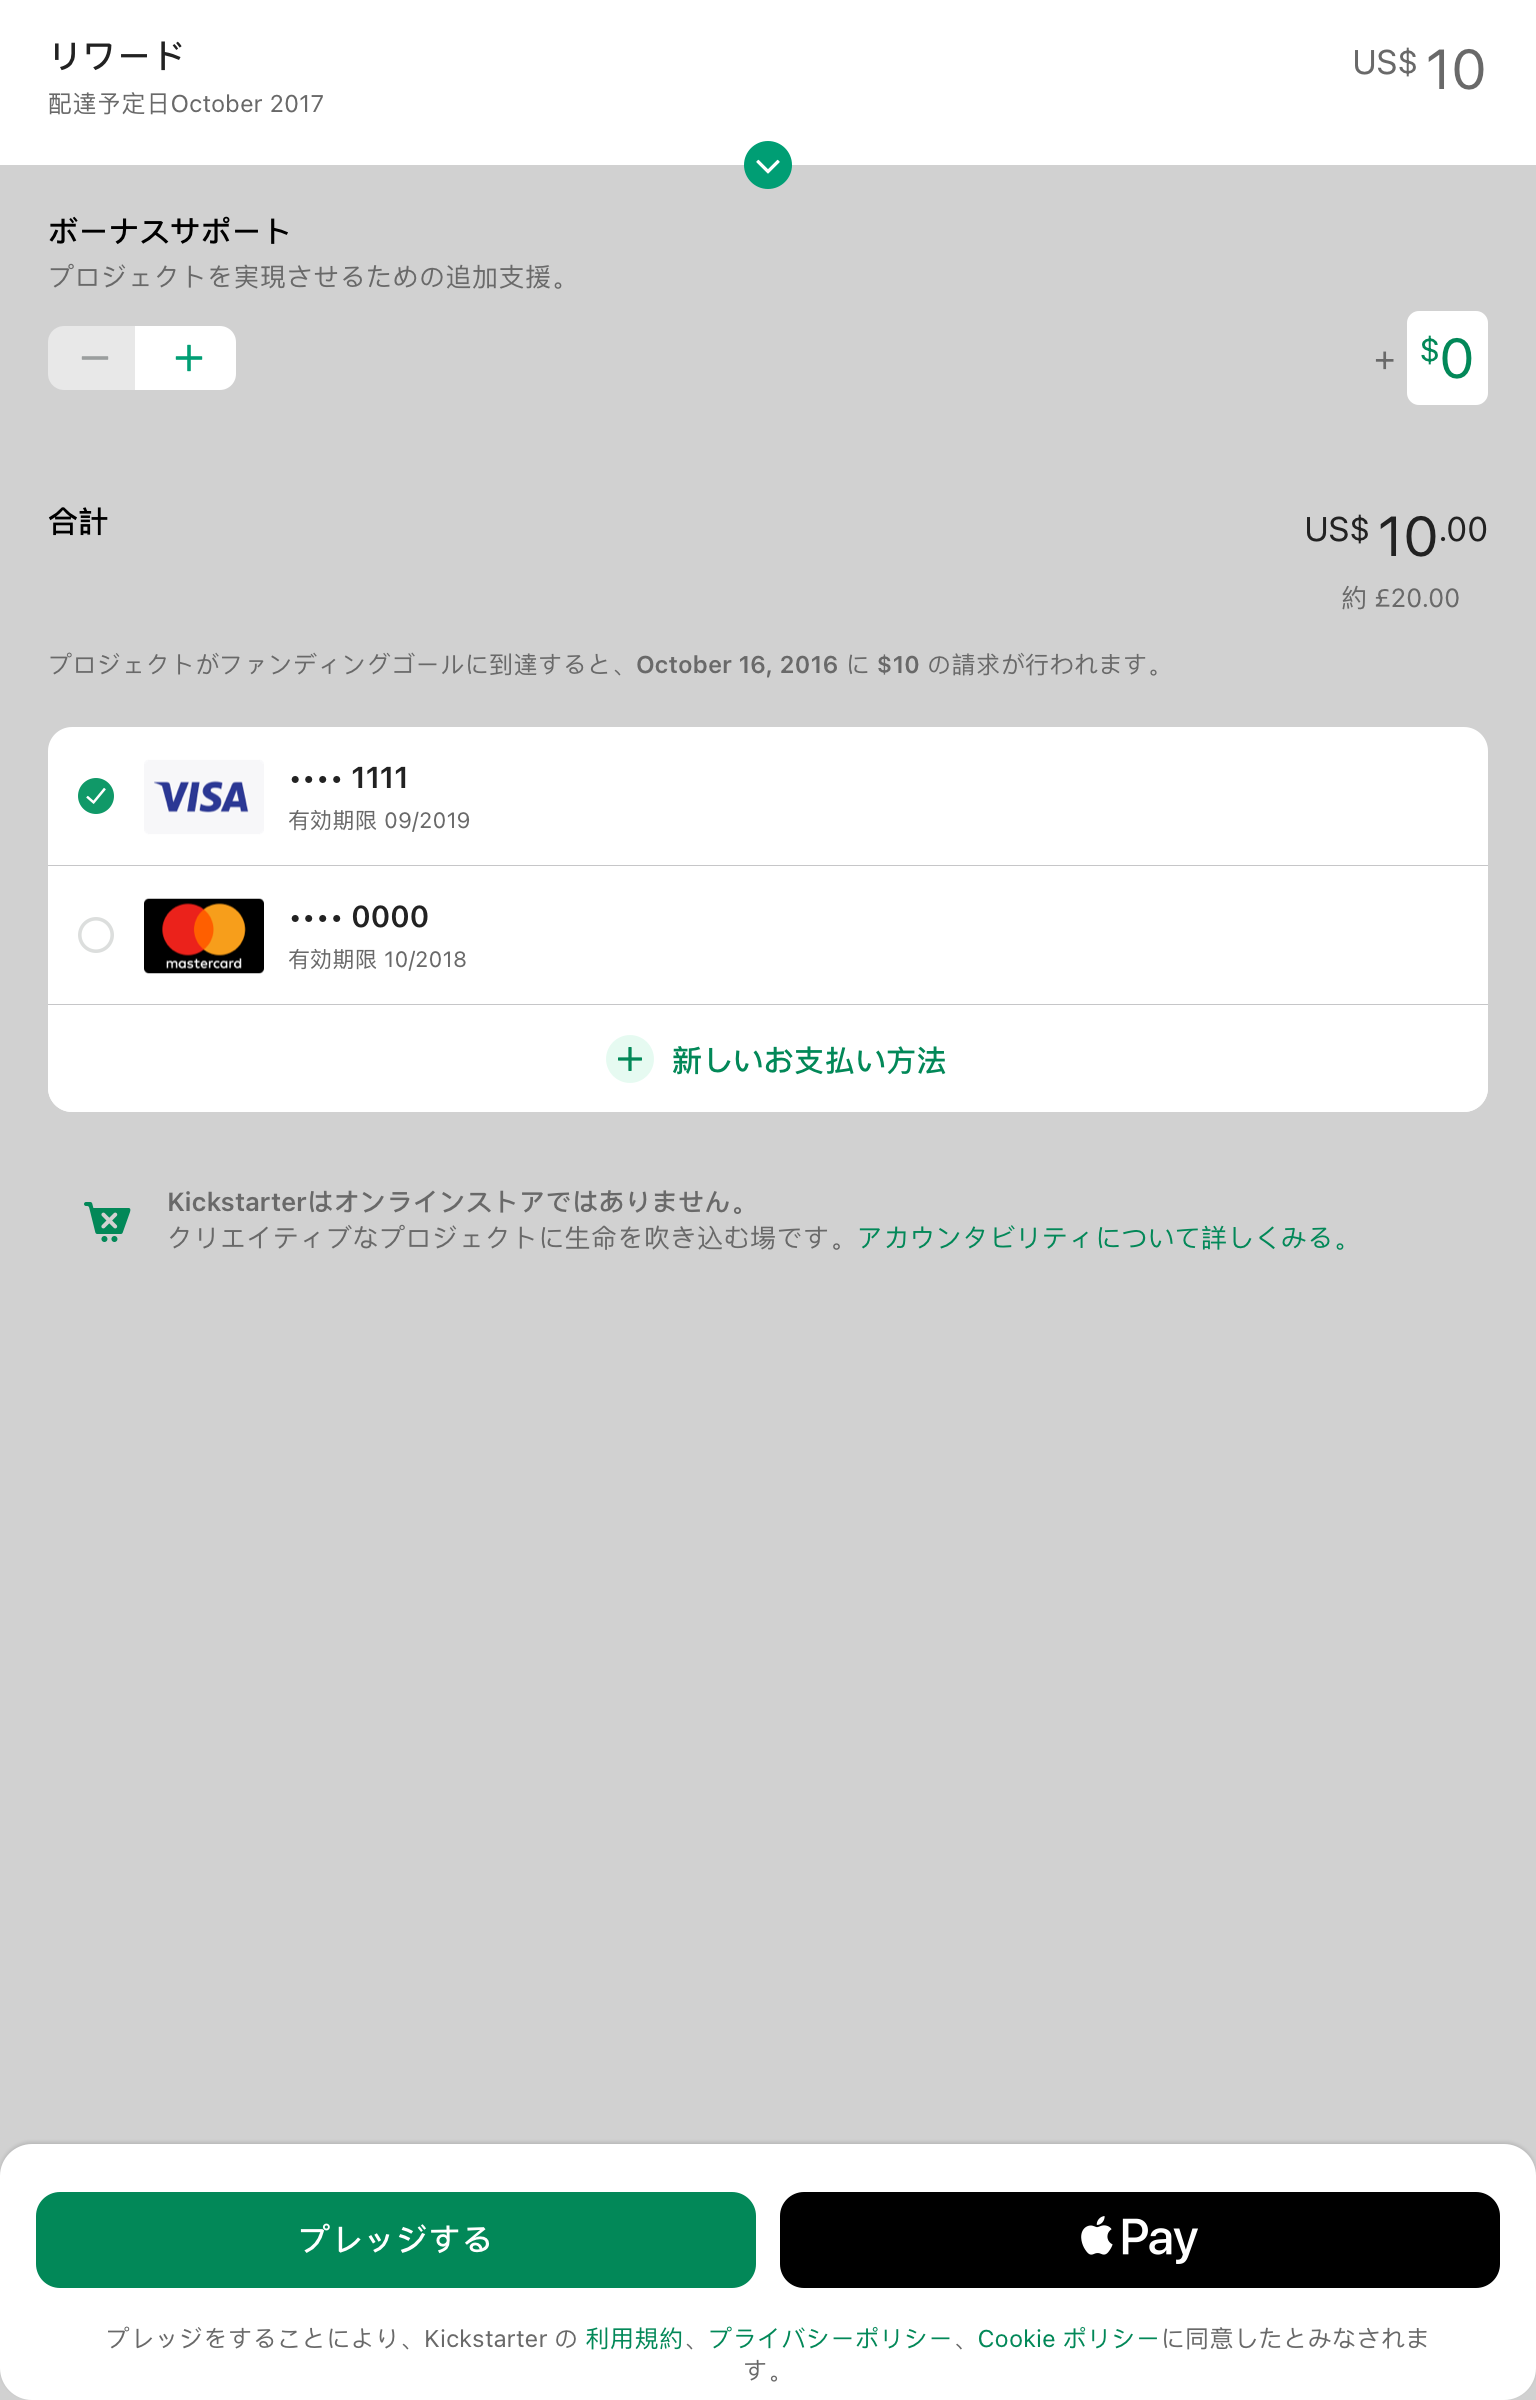 リワード
US$ 10
配達予定日October 2017
ボーナスサポート
プロジェクトを実現させるための追加支援。
+ $0
合計
US$ 10.00
約 £20.00
プロジェクトがファンディングゴールに到達すると、October 16, 2016 に $10 の請求が行われます。
VISA
•••• 1111
有効期限 09/2019
mastercard
•••• 0000
有効期限 10/2018
新しいお支払い方法
Kickstarterはオンラインストアではありません。
クリエイティブなプロジェクトに生命を吹き込む場です。アカウンタビリティについて詳しくみる。
プレッジする
Pay
プレッジをすることにより、Kickstarter の 利用規約、プライバシーポリシー、Cookie ポリシーに同意したとみなされま
す。